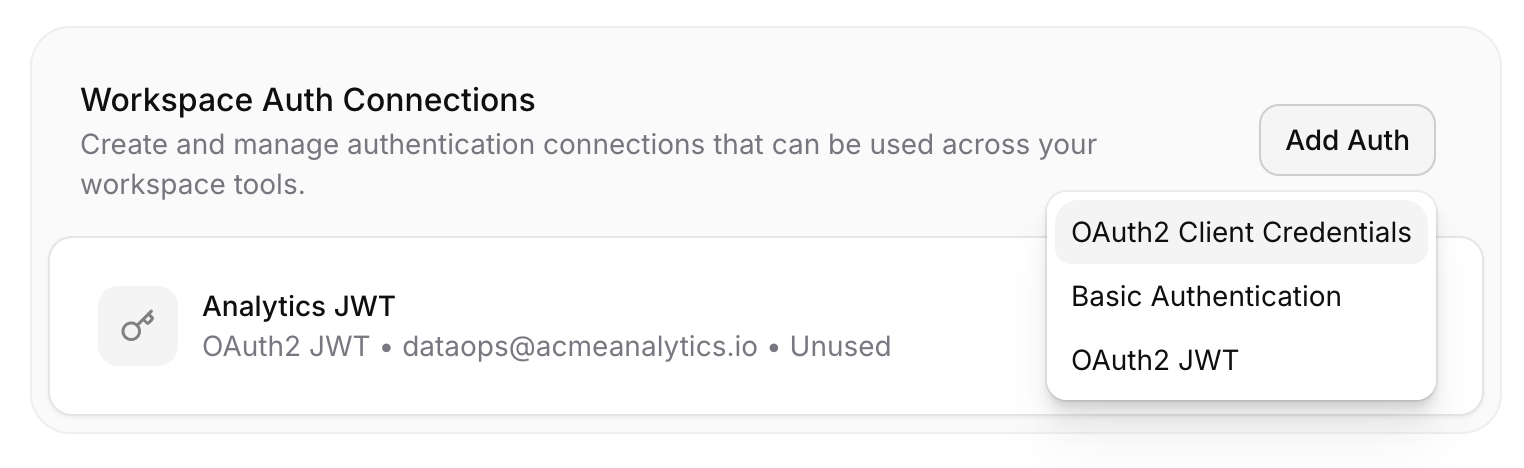 Workspace Auth Connections
Create and manage authentication connections that can be used across your
workspace tools.
Add Auth
OAuth2 Client Credentials
Basic Authentication
OAuth2 JWT
Analytics JWT
OAuth2 JWT • dataops@acmeanalytics.io • Unused